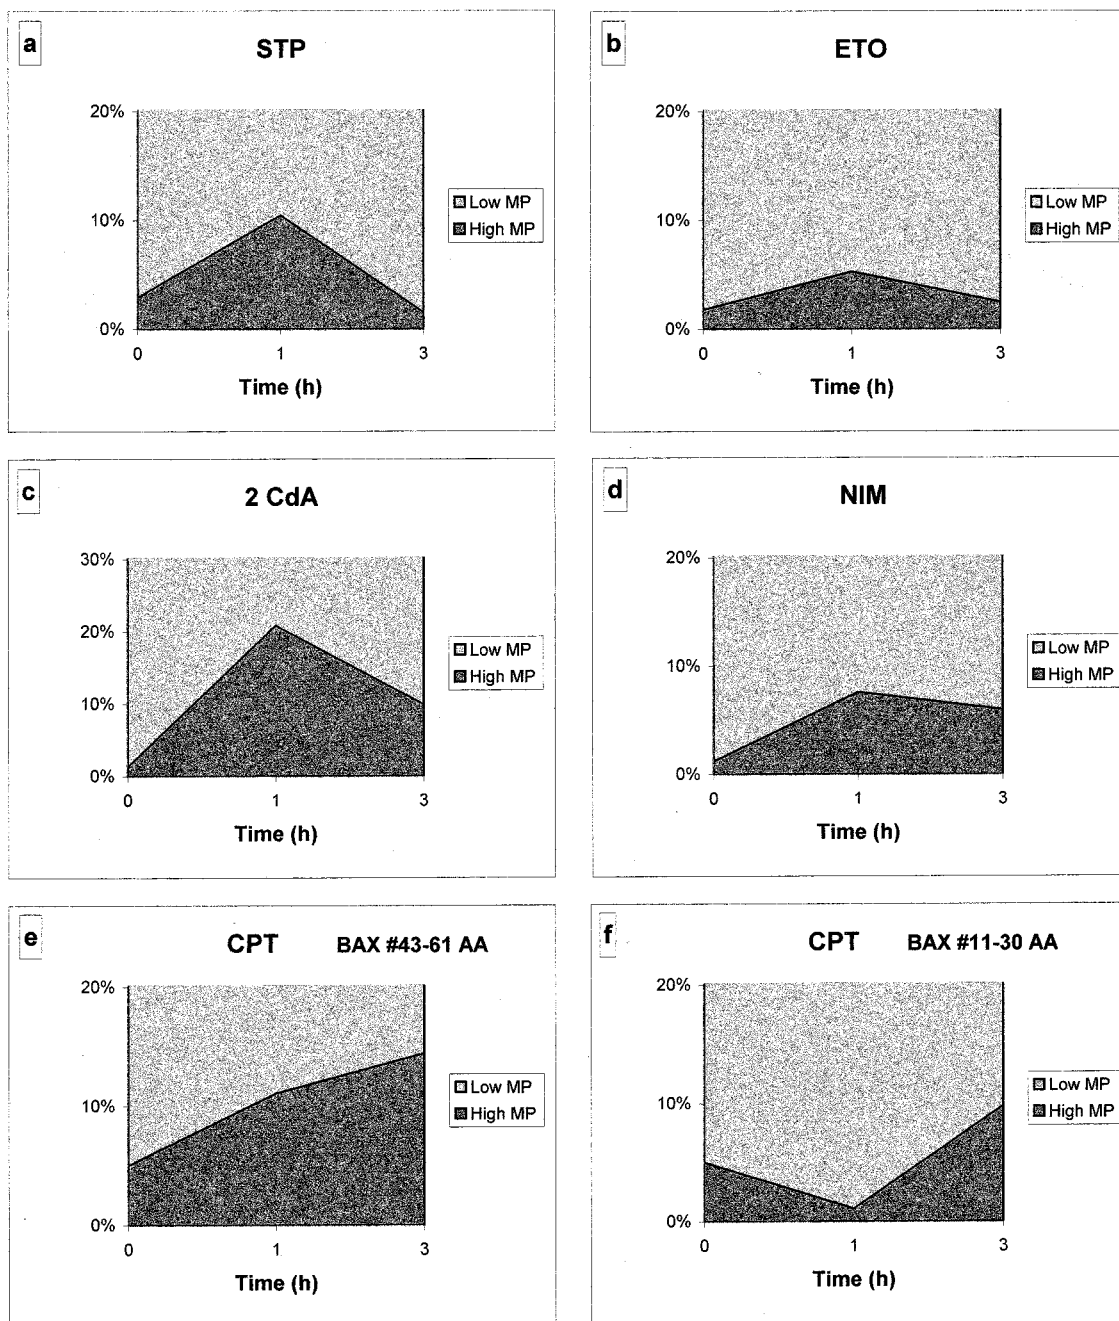 a
STP
20%
10%
0%
0 1 3
Time (h)
Low MP
High MP
b
ETO
20%
10%
0%
0 1 3
Time (h)
Low MP
High MP
c
2 CdA
30%
20%
10%
0%
0 1 3
Time (h)
Low MP
High MP
d
NIM
20%
10%
0%
0 1 3
Time (h)
Low MP
High MP
e
CPT BAX #43-61 AA
20%
10%
0%
0 1 3
Time (h)
Low MP
High MP
f
CPT BAX #11-30 AA
20%
10%
0%
0 1 3
Time (h)
Low MP
High MP